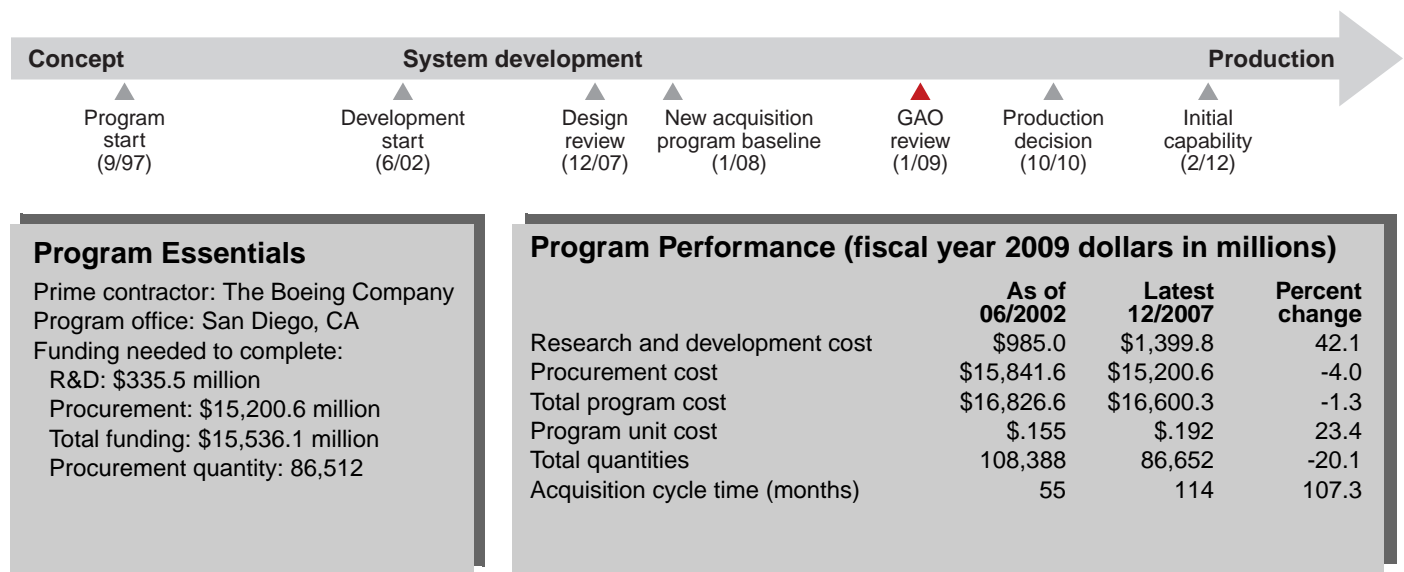 Concept System development Production
Program start (9/97)
Development start (6/02)
Design review (12/07)
New acquisition program baseline (1/08)
GAO review (1/09)
Production decision (10/10)
Initial capability (2/12)
Program Essentials
Prime contractor: The Boeing Company
Program office: San Diego, CA
Funding needed to complete:
R&D: $335.5 million
Procurement: $15,200.6 million
Total funding: $15,536.1 million
Procurement quantity: 86,512
Program Performance (fiscal year 2009 dollars in millions)
As of 06/2002 Latest 12/2007 Percent change
Research and development cost $985.0 $1,399.8 42.1
Procurement cost $15,841.6 $15,200.6 -4.0
Total program cost $16,826.6 $16,600.3 -1.3
Program unit cost $.155 $.192 23.4
Total quantities 108,388 86,652 -20.1
Acquisition cycle time (months) 55 114 107.3